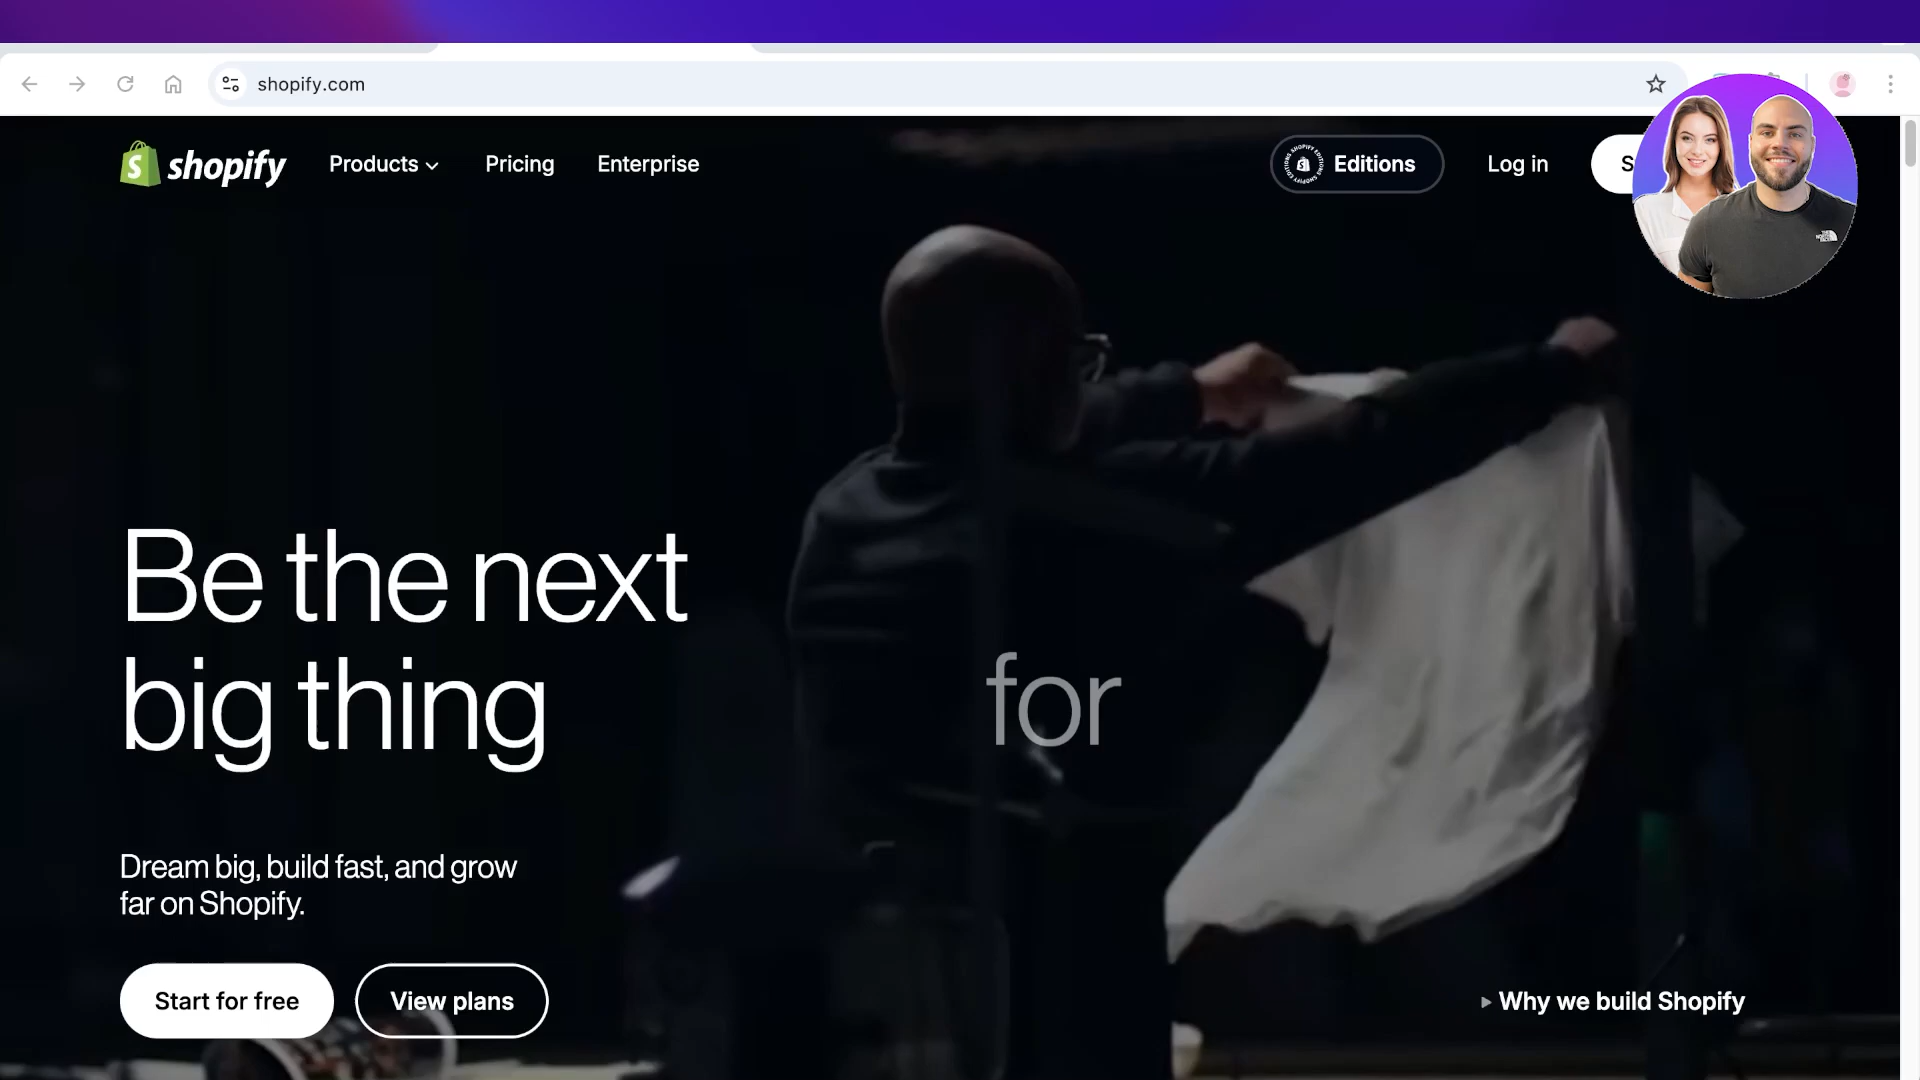 shopify.com
shopify
Products
Pricing
Enterprise
Editions
Log in
Be the next
big thing
for
Dream big, build fast, and grow
far on Shopify.
Start for free
View plans
Why we build Shopify